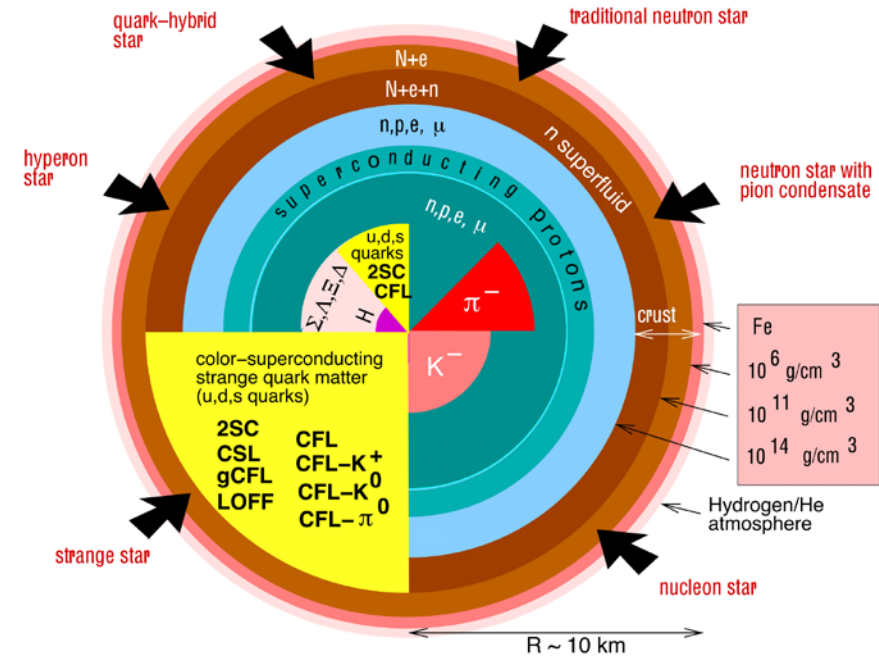 quark–hybrid
star
traditional neutron star
N+e
N+e+n
n,p,e, μ
n superfluid
hyperon
star
neutron star with
pion condensate
superconducting protons
n,p,e, μ
u,d,s
quarks
2SC
CFL
Σ,Λ,Ξ,Δ
H
π⁻
K⁻
crust
Fe
10⁶ g/cm³
10¹¹ g/cm³
10¹⁴ g/cm³
Hydrogen/He
atmosphere
color–superconducting
strange quark matter
(u,d,s quarks)
2SC
CSL
gCFL
LOFF
CFL
CFL–K⁺
CFL–K⁰
CFL–π⁰
strange star
nucleon star
R ~ 10 km